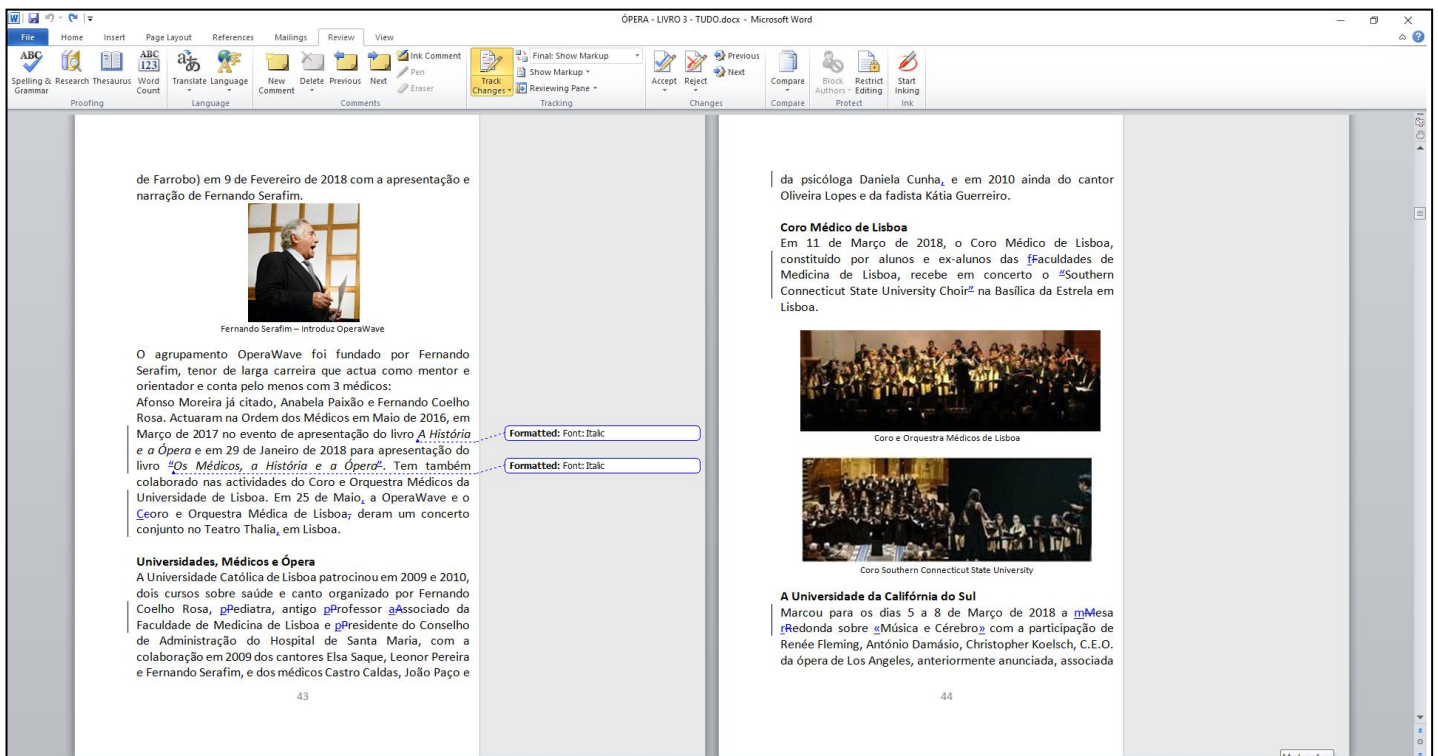 ÓPERA - LIVRO 3 - TUDO.docx - Microsoft Word
File Home Insert Page Layout References Mailings Review View
ABC
Spelling & Grammar
Research
Thesaurus
ABC 123
Word Count
Translate
Language
New Comment
Delete
Previous
Next
Ink Comment
Pen
Eraser
Track Changes
Final: Show Markup
Show Markup
Reviewing Pane
Accept
Reject
Previous
Next
Compare
Block Authors
Restrict Editing
Start Inking
Proofing
Language
Comments
Tracking
Changes
Compare
Protect
Ink
de Farrobo) em 9 de Fevereiro de 2018 com a apresentação e
narração de Fernando Serafim.
Fernando Serafim – Introduz OperaWave
O agrupamento OperaWave foi fundado por Fernando
Serafim, tenor de larga carreira que actua como mentor e
orientador e conta pelo menos com 3 médicos:
Afonso Moreira já citado, Anabela Paixão e Fernando Coelho
Rosa. Actuaram na Ordem dos Médicos em Maio de 2016, em
Março de 2017 no evento de apresentação do livro A História
e a Ópera e em 29 de Janeiro de 2018 para apresentação do
livro "Os Médicos, a História e a Ópera". Tem também
colaborado nas actividades do Coro e Orquestra Médicos da
Universidade de Lisboa. Em 25 de Maio, a OperaWave e o
Ccoro e Orquestra Médica de Lisboa, deram um concerto
conjunto no Teatro Thalia, em Lisboa.
Formatted: Font: Italic
Formatted: Font: Italic
Universidades, Médicos e Ópera
A Universidade Católica de Lisboa patrocinou em 2009 e 2010,
dois cursos sobre saúde e canto organizado por Fernando
Coelho Rosa, pPediatra, antigo pProfessor aAssociado da
Faculdade de Medicina de Lisboa e pPresidente do Conselho
de Administração do Hospital de Santa Maria, com a
colaboração em 2009 dos cantores Elsa Saque, Leonor Pereira
e Fernando Serafim, e dos médicos Castro Caldas, João Paço e
43
da psicóloga Daniela Cunha, e em 2010 ainda do cantor
Oliveira Lopes e da fadista Kátia Guerreiro.
Coro Médico de Lisboa
Em 11 de Março de 2018, o Coro Médico de Lisboa,
constituído por alunos e ex-alunos das fFaculdades de
Medicina de Lisboa, recebe em concerto o "Southern
Connecticut State University Choir" na Basílica da Estrela em
Lisboa.
Coro e Orquestra Médicos de Lisboa
Coro Southern Connecticut State University
A Universidade da Califórnia do Sul
Marcou para os dias 5 a 8 de Março de 2018 a mMesa
rRedonda sobre «Música e Cérebro» com a participação de
Renée Fleming, António Damásio, Christopher Koelsch, C.E.O.
da ópera de Los Angeles, anteriormente anunciada, associada
44